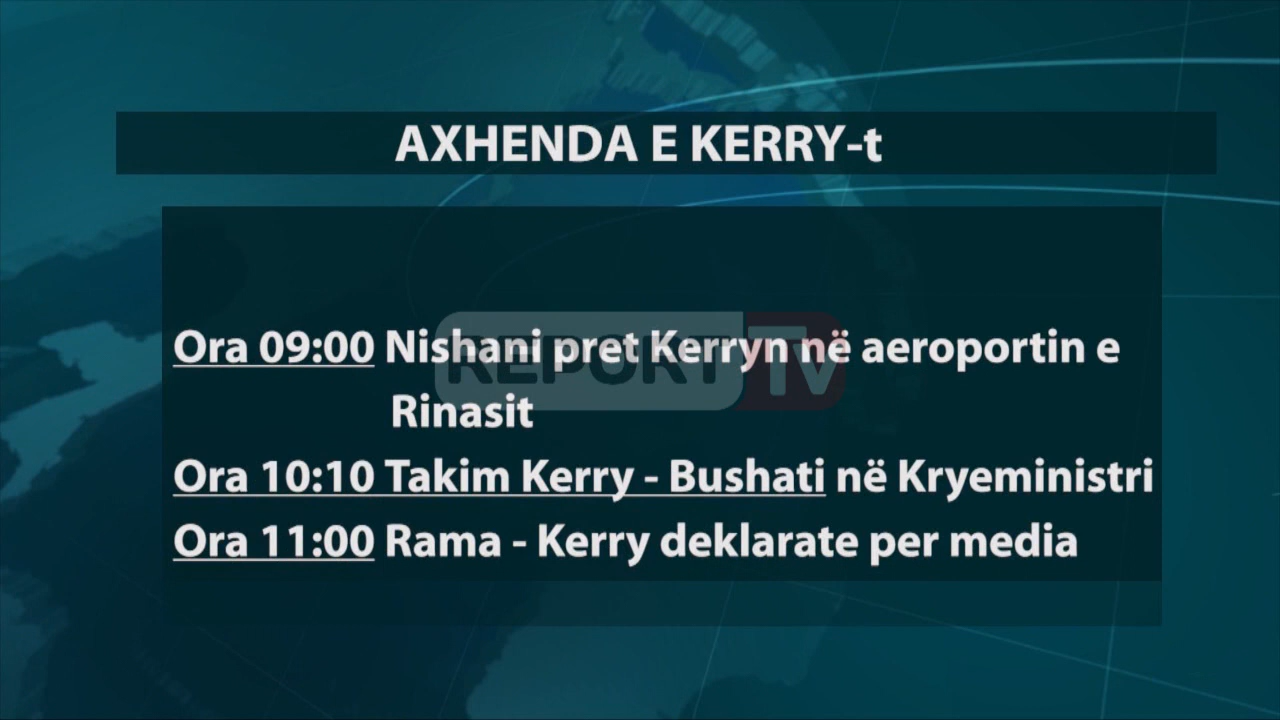 AXHENDA E KERRY-t
Ora 09:00 Nishani pret Kerryn në aeroportin e
Rinasit
REPORT Tv
Ora 10:10 Takim Kerry - Bushati në Kryeministri
Ora 11:00 Rama - Kerry deklarate per media